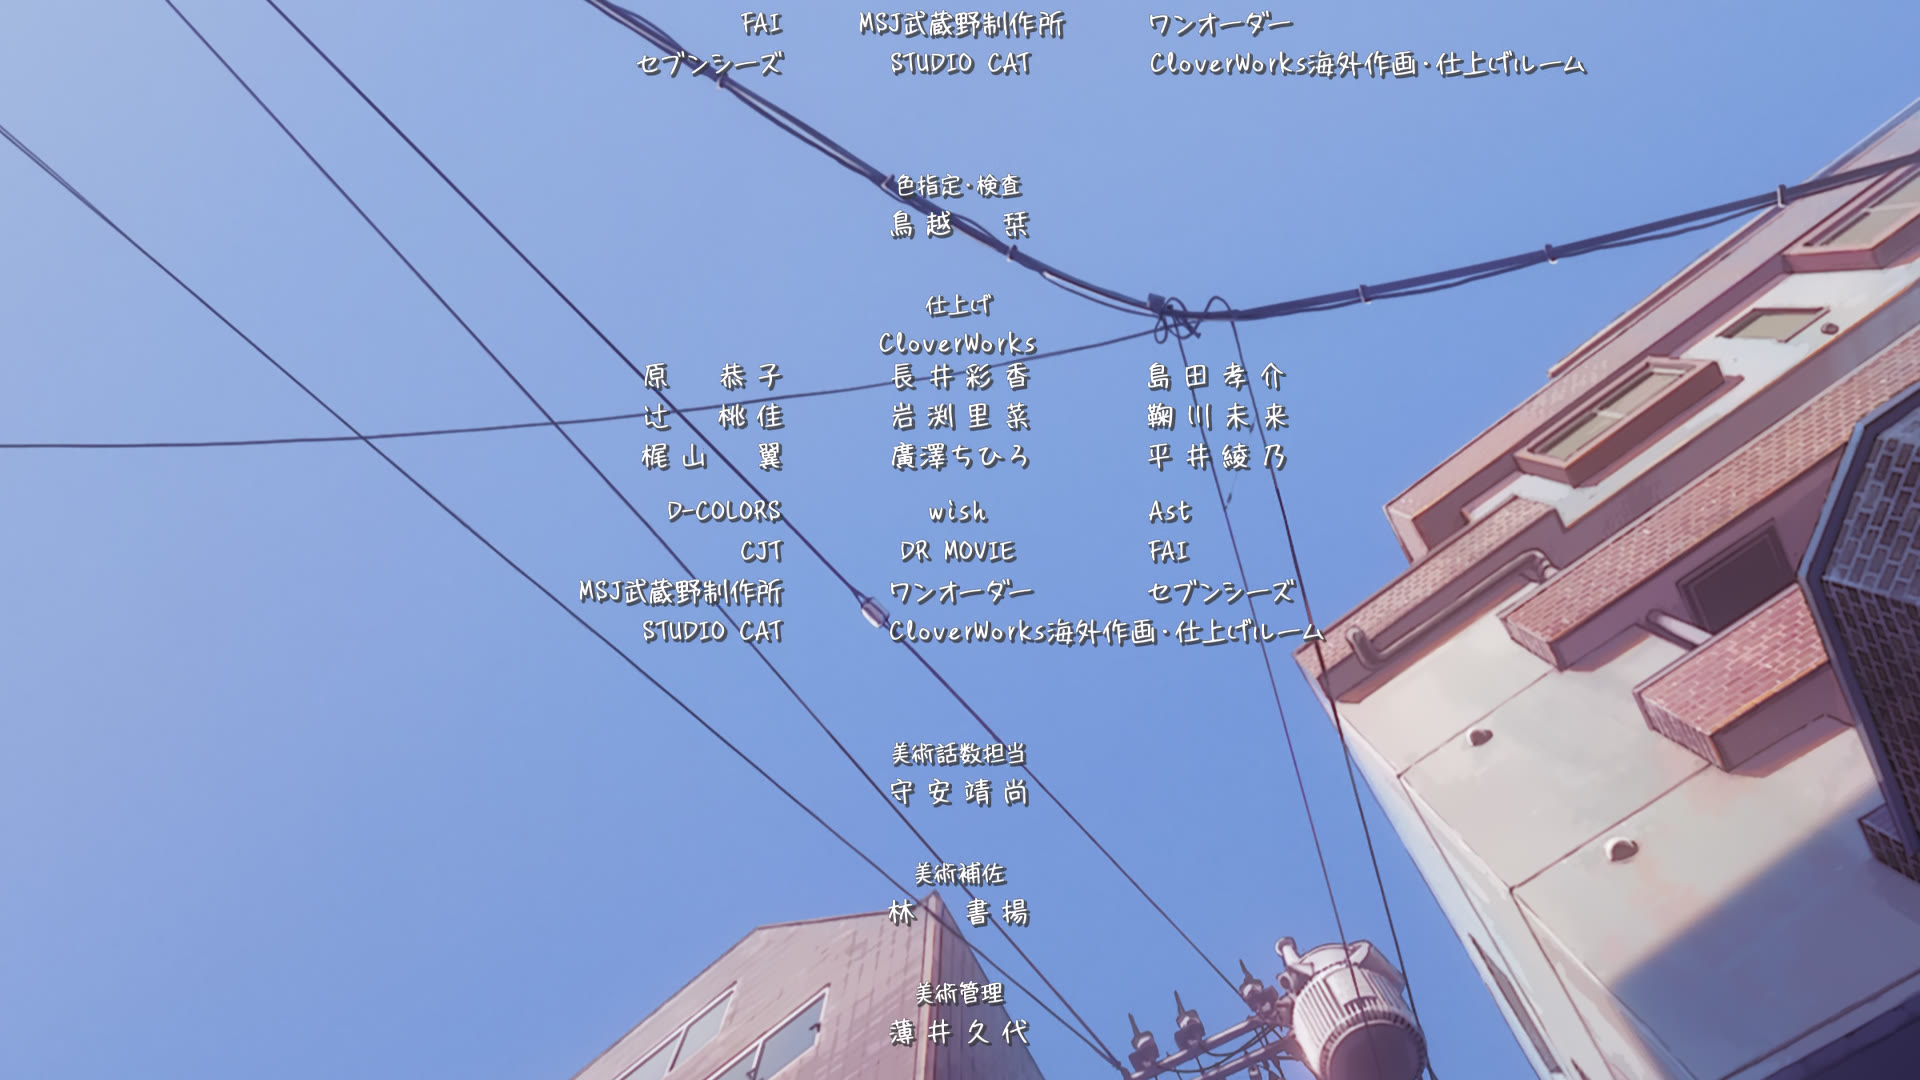 FAI MSJ武蔵野制作所 ワンオーダー
セブンシーズ STUDIO CAT CloverWorks海外作画・仕上げルーム
色指定・検査
鳥越 栞
仕上げ
CloverWorks
原 恭子 長井彩香 島田孝介
辻 桃佳 岩渕里菜 鞠川未来
梶山 翼 廣澤ちひろ 平井綾乃
D-COLORS wish Ast
CJT DR MOVIE FAI
MSJ武蔵野制作所 ワンオーダー セブンシーズ
STUDIO CAT CloverWorks海外作画・仕上げルーム
美術話数担当
守安靖尚
美術補佐
林 書揚
美術管理
薄井久代